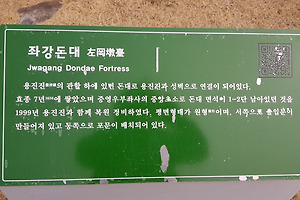 좌강돈대 左岡墩臺
Jwagang Dondae Fortress
용진진의 관할 하에 있던 돈대로 용진진과 성벽으로 연결이 되어있다.
효종 7년에 쌓았으며 중영우부좌사의 중앙초소로 돈대 면석이 1~2단 남아있던 것을
1999년 용진진과 함께 복원 정비하였다. 평면형태가 원형이며, 서쪽으로 출입문이
만들어져 있고 동쪽으로 포문이 배치되어 있다.